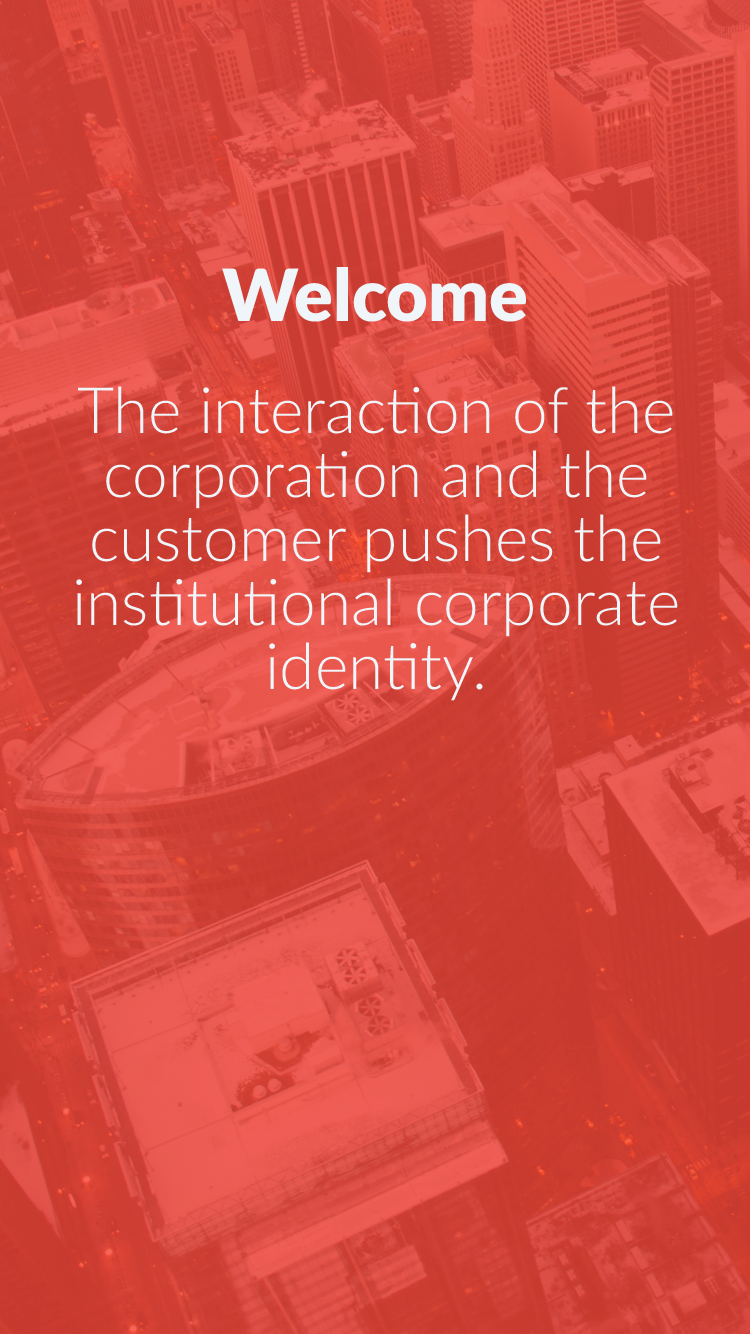 Welcome
The interaction of the
corporation and the
customer pushes the
institutional corporate
identity.